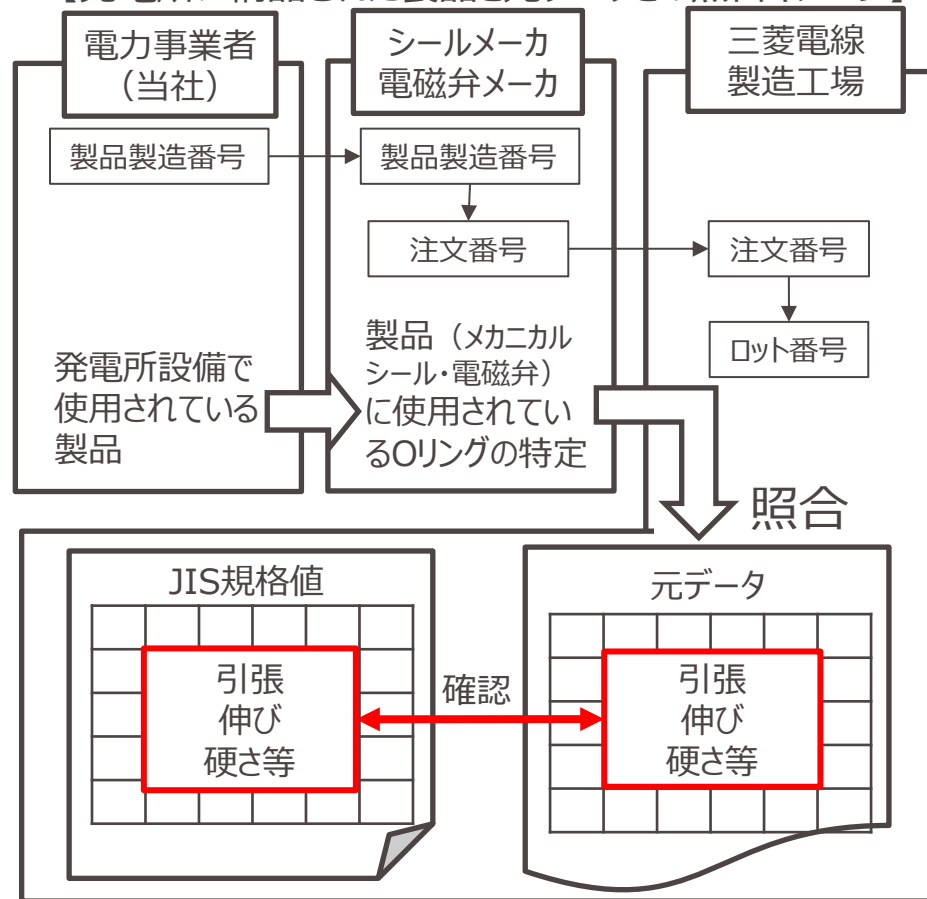 電力事業者
（当社）
シールメーカ
電磁弁メーカ
三菱電線
製造工場
製品製造番号
製品製造番号
注文番号
注文番号
ロット番号
発電所設備で
使用されている
製品
製品（メカニカル
シール・電磁弁）
に使用されてい
るOリングの特定
照合
JIS規格値
元データ
引張
伸び
硬さ等
確認
引張
伸び
硬さ等